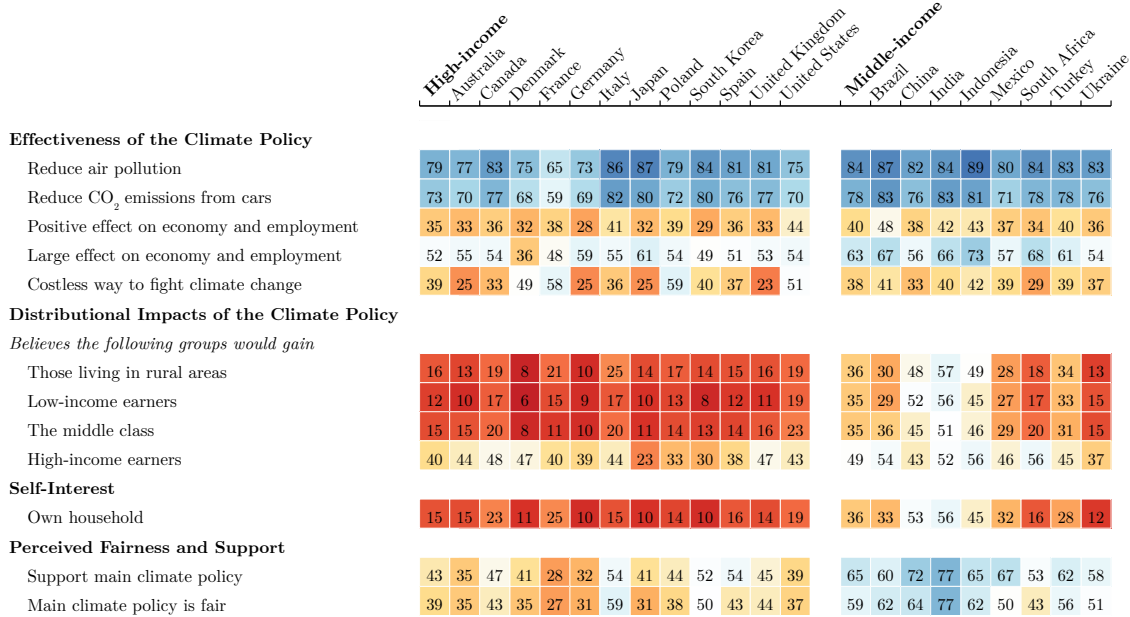 High-income Australia Canada Denmark France Germany Italy Japan Poland South Korea Spain United Kingdom United States Middle-income Brazil China India Indonesia Mexico South Africa Turkey Ukraine
Effectiveness of the Climate Policy
Reduce air pollution 79 77 83 75 65 73 86 87 79 84 81 81 75 84 87 82 84 89 80 84 83 83
Reduce CO2 emissions from cars 73 70 77 68 59 69 82 80 72 80 76 77 70 78 83 76 83 81 71 78 78 76
Positive effect on economy and employment 35 33 36 32 38 28 41 32 39 29 36 33 44 40 48 38 42 43 37 34 40 36
Large effect on economy and employment 52 55 54 36 48 59 55 61 54 49 51 53 54 63 67 56 66 73 57 68 61 54
Costless way to fight climate change 39 25 33 49 58 25 36 25 59 40 37 23 51 38 41 33 40 42 39 29 39 37
Distributional Impacts of the Climate Policy
Believes the following groups would gain
Those living in rural areas 16 13 19 8 21 10 25 14 17 14 15 16 19 36 30 48 57 49 28 18 34 13
Low-income earners 12 10 17 6 15 9 17 10 13 8 12 11 19 35 29 52 56 45 27 17 33 15
The middle class 15 15 20 8 11 10 20 11 14 13 14 16 23 35 36 45 51 46 29 20 31 15
High-income earners 40 44 48 47 40 39 44 23 33 30 38 47 43 49 54 43 52 56 46 56 45 37
Self-Interest
Own household 15 15 23 11 25 10 15 10 14 10 16 14 19 36 33 53 56 45 32 16 28 12
Perceived Fairness and Support
Support main climate policy 43 35 47 41 28 32 54 41 44 52 54 45 39 65 60 72 77 65 67 53 62 58
Main climate policy is fair 39 35 43 35 27 31 59 31 38 50 43 44 37 59 62 64 77 62 50 43 56 51